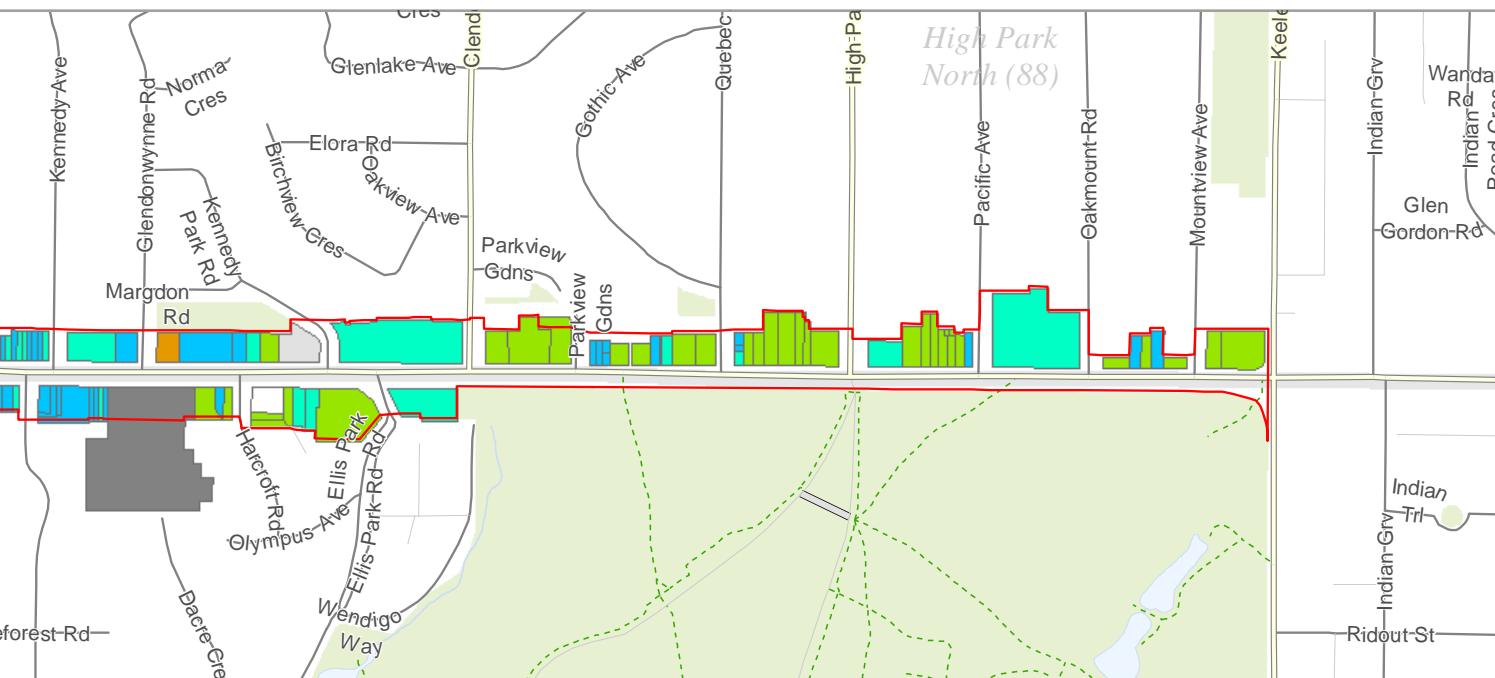 Cres
Clend
Quebec
High-Pa
High Park
North (88)
Keele
Kennedy-Ave
Glendonwynne-Rd
Norma
Cres
Glenlake Ave
Gothic Ave
Indian-Grv
Wanda
Rd
Indian
Road Cres
Elora Rd
Birchview-Cres
Oakview Ave
Pacific-Ave
Oakmount-Rd
Mountview-Ave
Kennedy
Park Rd
Glen
Gordon-Rd
Parkview
Gdns
Margdon
Rd
Parkview
Gdns
Harcroft-Rd
Ellis Park
Rd
Olympus Ave
Ellis-Park-Rd
Indian
Trl
Indian-Grv
Dacre-Cre
Wendigo
Way
eforest Rd
Ridout-St